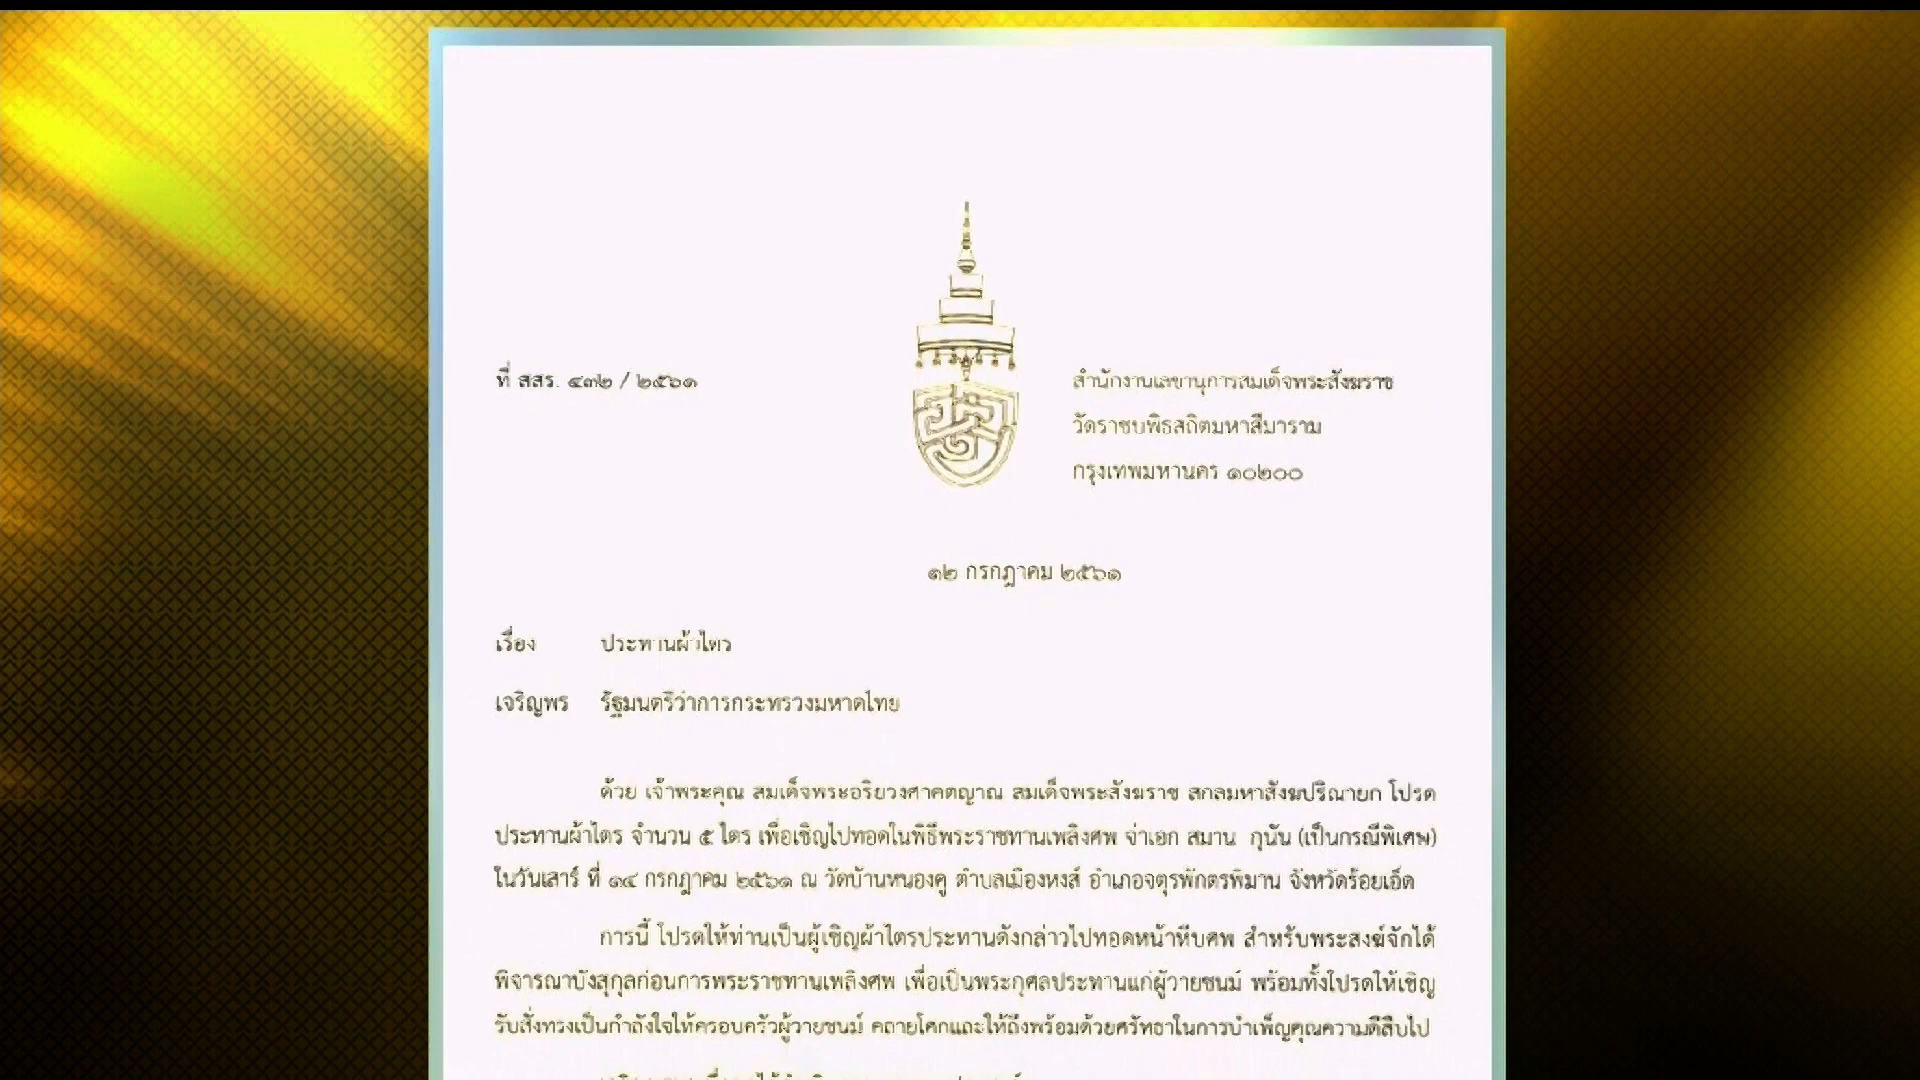 ที่ สสร. ๔๓๒ / ๒๕๖๑
สำนักงานเลขานุการสมเด็จพระสังฆราช
วัดราชบพิธสถิตมหาสีมาราม
กรุงเทพมหานคร ๑๐๒๐๐
๑๒ กรกฎาคม ๒๕๖๑
เรื่อง ประทานผ้าไตร
เจริญพร รัฐมนตรีว่าการกระทรวงมหาดไทย
ด้วย เจ้าพระคุณ สมเด็จพระอริยวงศาคตญาณ สมเด็จพระสังฆราช สกลมหาสังฆปริณายก โปรด
ประทานผ้าไตร จำนวน ๕ ไตร เพื่อเชิญไปทอดในพิธีพระราชทานเพลิงศพ จ่าเอก สมาน กุนัน (เป็นกรณีพิเศษ)
ในวันเสาร์ ที่ ๑๔ กรกฎาคม ๒๕๖๑ ณ วัดบ้านหนองคู ตำบลเมืองหงส์ อำเภอจตุรพักตรพิมาน จังหวัดร้อยเอ็ด
การนี้ โปรดให้ท่านเป็นผู้เชิญผ้าไตรประทานดังกล่าวไปทอดหน้าหีบศพ สำหรับพระสงฆ์จักได้
พิจารณาบังสุกุลก่อนการพระราชทานเพลิงศพ เพื่อเป็นพระกุศลประทานแก่ผู้วายชนม์ พร้อมทั้งโปรดให้เชิญ
รับสั่งทรงเป็นกำลังใจให้ครอบครัวผู้วายชนม์ คลายโศกและให้ถึงพร้อมด้วยศรัทธาในการบำเพ็ญคุณความดีสืบไป